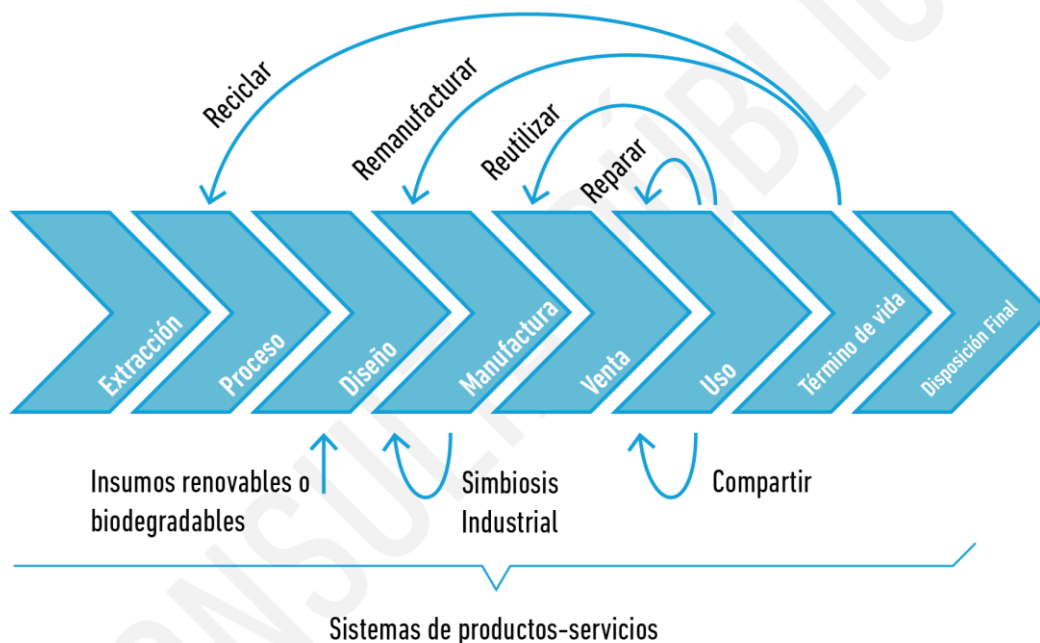 Reciclar
Remanufacturar
Reutilizar
Reparar
Extracción
Proceso
Diseño
Manufactura
Venta
Uso
Término de vida
Disposición Final
Insumos renovables o
biodegradables
Simbiosis
Industrial
Compartir
Sistemas de productos-servicios